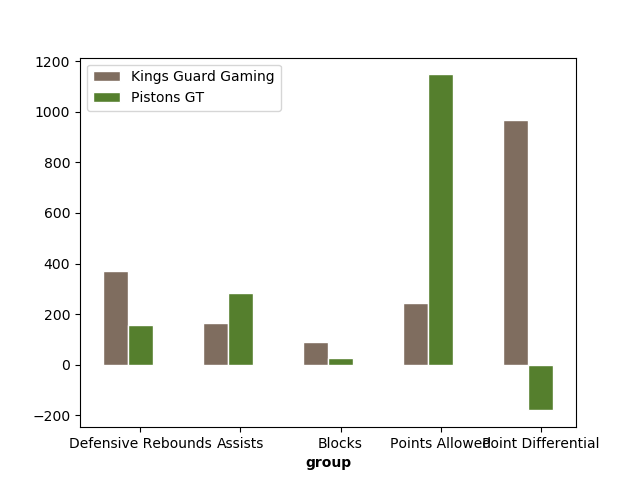 Kings Guard Gaming
Pistons GT
1200
1000
800
600
400
200
0
−200
Defensive Rebounds Assists Blocks Points Allowed Point Differential
group